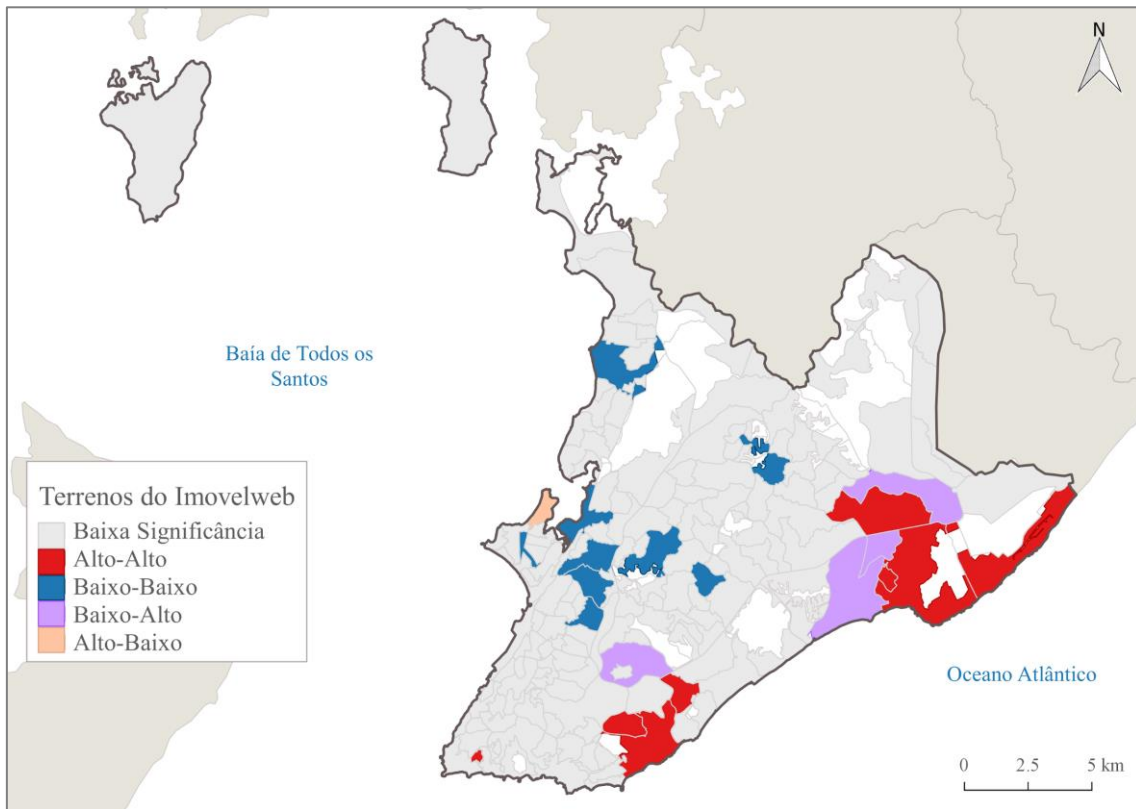 N
Baía de Todos os
Santos
Terrenos do Imovelweb
Baixa Significância
Alto-Alto
Baixo-Baixo
Baixo-Alto
Alto-Baixo
Oceano Atlântico
0 2.5 5 km